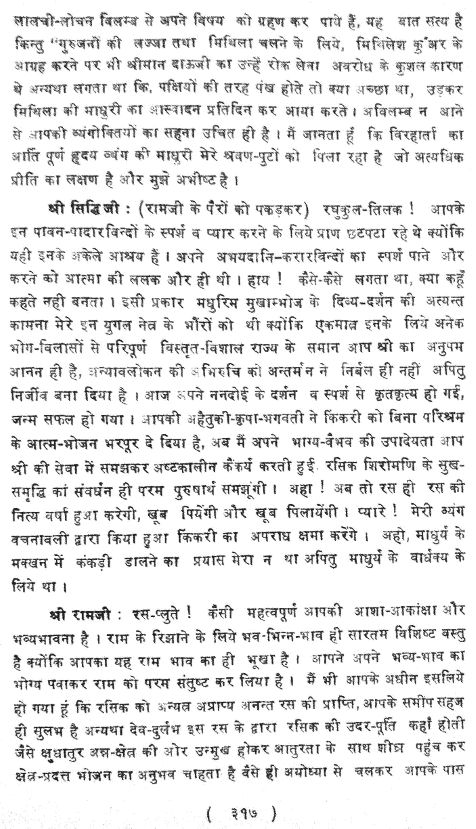 लालची-लोचन विलम्ब से अपने विषय को ग्रहण कर पाये हैं, यह बात सत्य है
किन्तु "गुरुजनों की लज्जा तथा मिथिला चलने के लिये, मिथिलेश कुँअर के
आग्रह करने पर भी श्रीमान दाऊजी का उन्हें रोक लेवा अवरोध के कुशल कारण
थे अन्यथा लगता था कि, पक्षियों की तरह पंख होते तो क्या अच्छा था, उड़कर
मिथिला की माधुरी का आस्वादन प्रतिदिन कर आया करते। अविलम्ब न आने
से आपकी व्यंगोक्तियों का सहना उचित ही है। मैं जानता हूँ कि विरहार्ता का
आर्ति पूर्ण हृदय व्यंग की माधुरी मेरे श्रवण-पुटों को पिला रहा है जो अत्यधिक
प्रीति का लक्षण है और मुझे अभीष्ट है।
श्री सिद्धिजी : (रामजी के पैरों को पकड़कर) रघुकुल-तिलक ! आपके
इन पावन-पादारविन्दों के स्पर्श व प्यार करने के लिये प्राण छटपटा रहे थे क्योंकि
यही इनके अकेले आश्रय हैं। अपने अभयदानि-करारविन्दों का स्पर्श पाने और
करने को आत्मा की ललक और ही थी। हाय ! कैसे-कैसे लगता था, क्या कहूँ
कहते नहीं बनता। इसी प्रकार मधुरिम मुखाम्भोज के दिव्य-दर्शन की अत्यन्त
कामना मेरे इन युगल नेत्र के भौंरों को थी क्योंकि एकमात्र इनके लिये अनेक
भोग-विलासों से परिपूर्ण विस्तृत-विशाल राज्य के समान आप श्री का अनुपम
आनन ही है, अन्यावलोकन की अभिरुचि को अन्तर्मन ने निर्बल ही नहीं अपितु
निर्जीव बना दिया है। आज अपने ननदोई के दर्शन व स्पर्श से कृतकृत्य हो गई,
जन्म सफल हो गया। आपकी अहैतुकी-कृपा-भगवती ने किंकरी को बिना परिश्रम
के आत्म-भोजन भरपूर दे दिया है, अब मैं अपने भाग्य-वैभव की उपादेयता आप
श्री की सेवा में समझकर अष्टकालीन कैंकर्य करती हुई रसिक शिरोमणि के सुख-
समृद्धि का संवर्धन ही परम पुरुषार्थ समझूंगी। अहा ! अब तो रस ही रस की
नित्य वर्षा हुआ करेगी, खूब पियेंगी और खूब पिलायेंगी। प्यारे ! मेरी व्यंग
वचनावली द्वारा किया हुआ किंकरी का अपराध क्षमा करेंगे। अहो, माधुर्य के
मक्खन में कंकड़ी डालने का प्रयास मेरा न था अपितु माधुर्य के वार्धक्य के
लिये था।
श्री रामजी : रस-प्लुते ! कैसी महत्वपूर्ण आपकी आशा-आकांक्षा और
भव्यभावना है। राम के रिझाने के लिये भव-भिन्न-भाव ही सारतम विशिष्ट वस्तु
है क्योंकि आपका यह राम भाव का ही भूखा है। आपने अपने भव्य-भाव का
भोग्य पवाकर राम को परम संतुष्ट कर लिया है। मैं भी आपके अधीन इसलिये
हो गया हूं कि रसिक को अन्यत्र अप्राप्य अनन्त रस की प्राप्ति, आपके समीप सहज
ही सुलभ है अन्यथा देव-दुर्लभ इस रस के द्वारा रसिक की उदर-पूर्ति कहाँ होती
जैसे क्षुधातुर अन्न-क्षेत्र की ओर उन्मुख होकर आतुरता के साथ शीघ्र पहुंच कर
क्षेत्र-प्रदत्त भोजन का अनुभव चाहता है वैसे ही अयोध्या से चलकर आपके पास
( ३१७ )